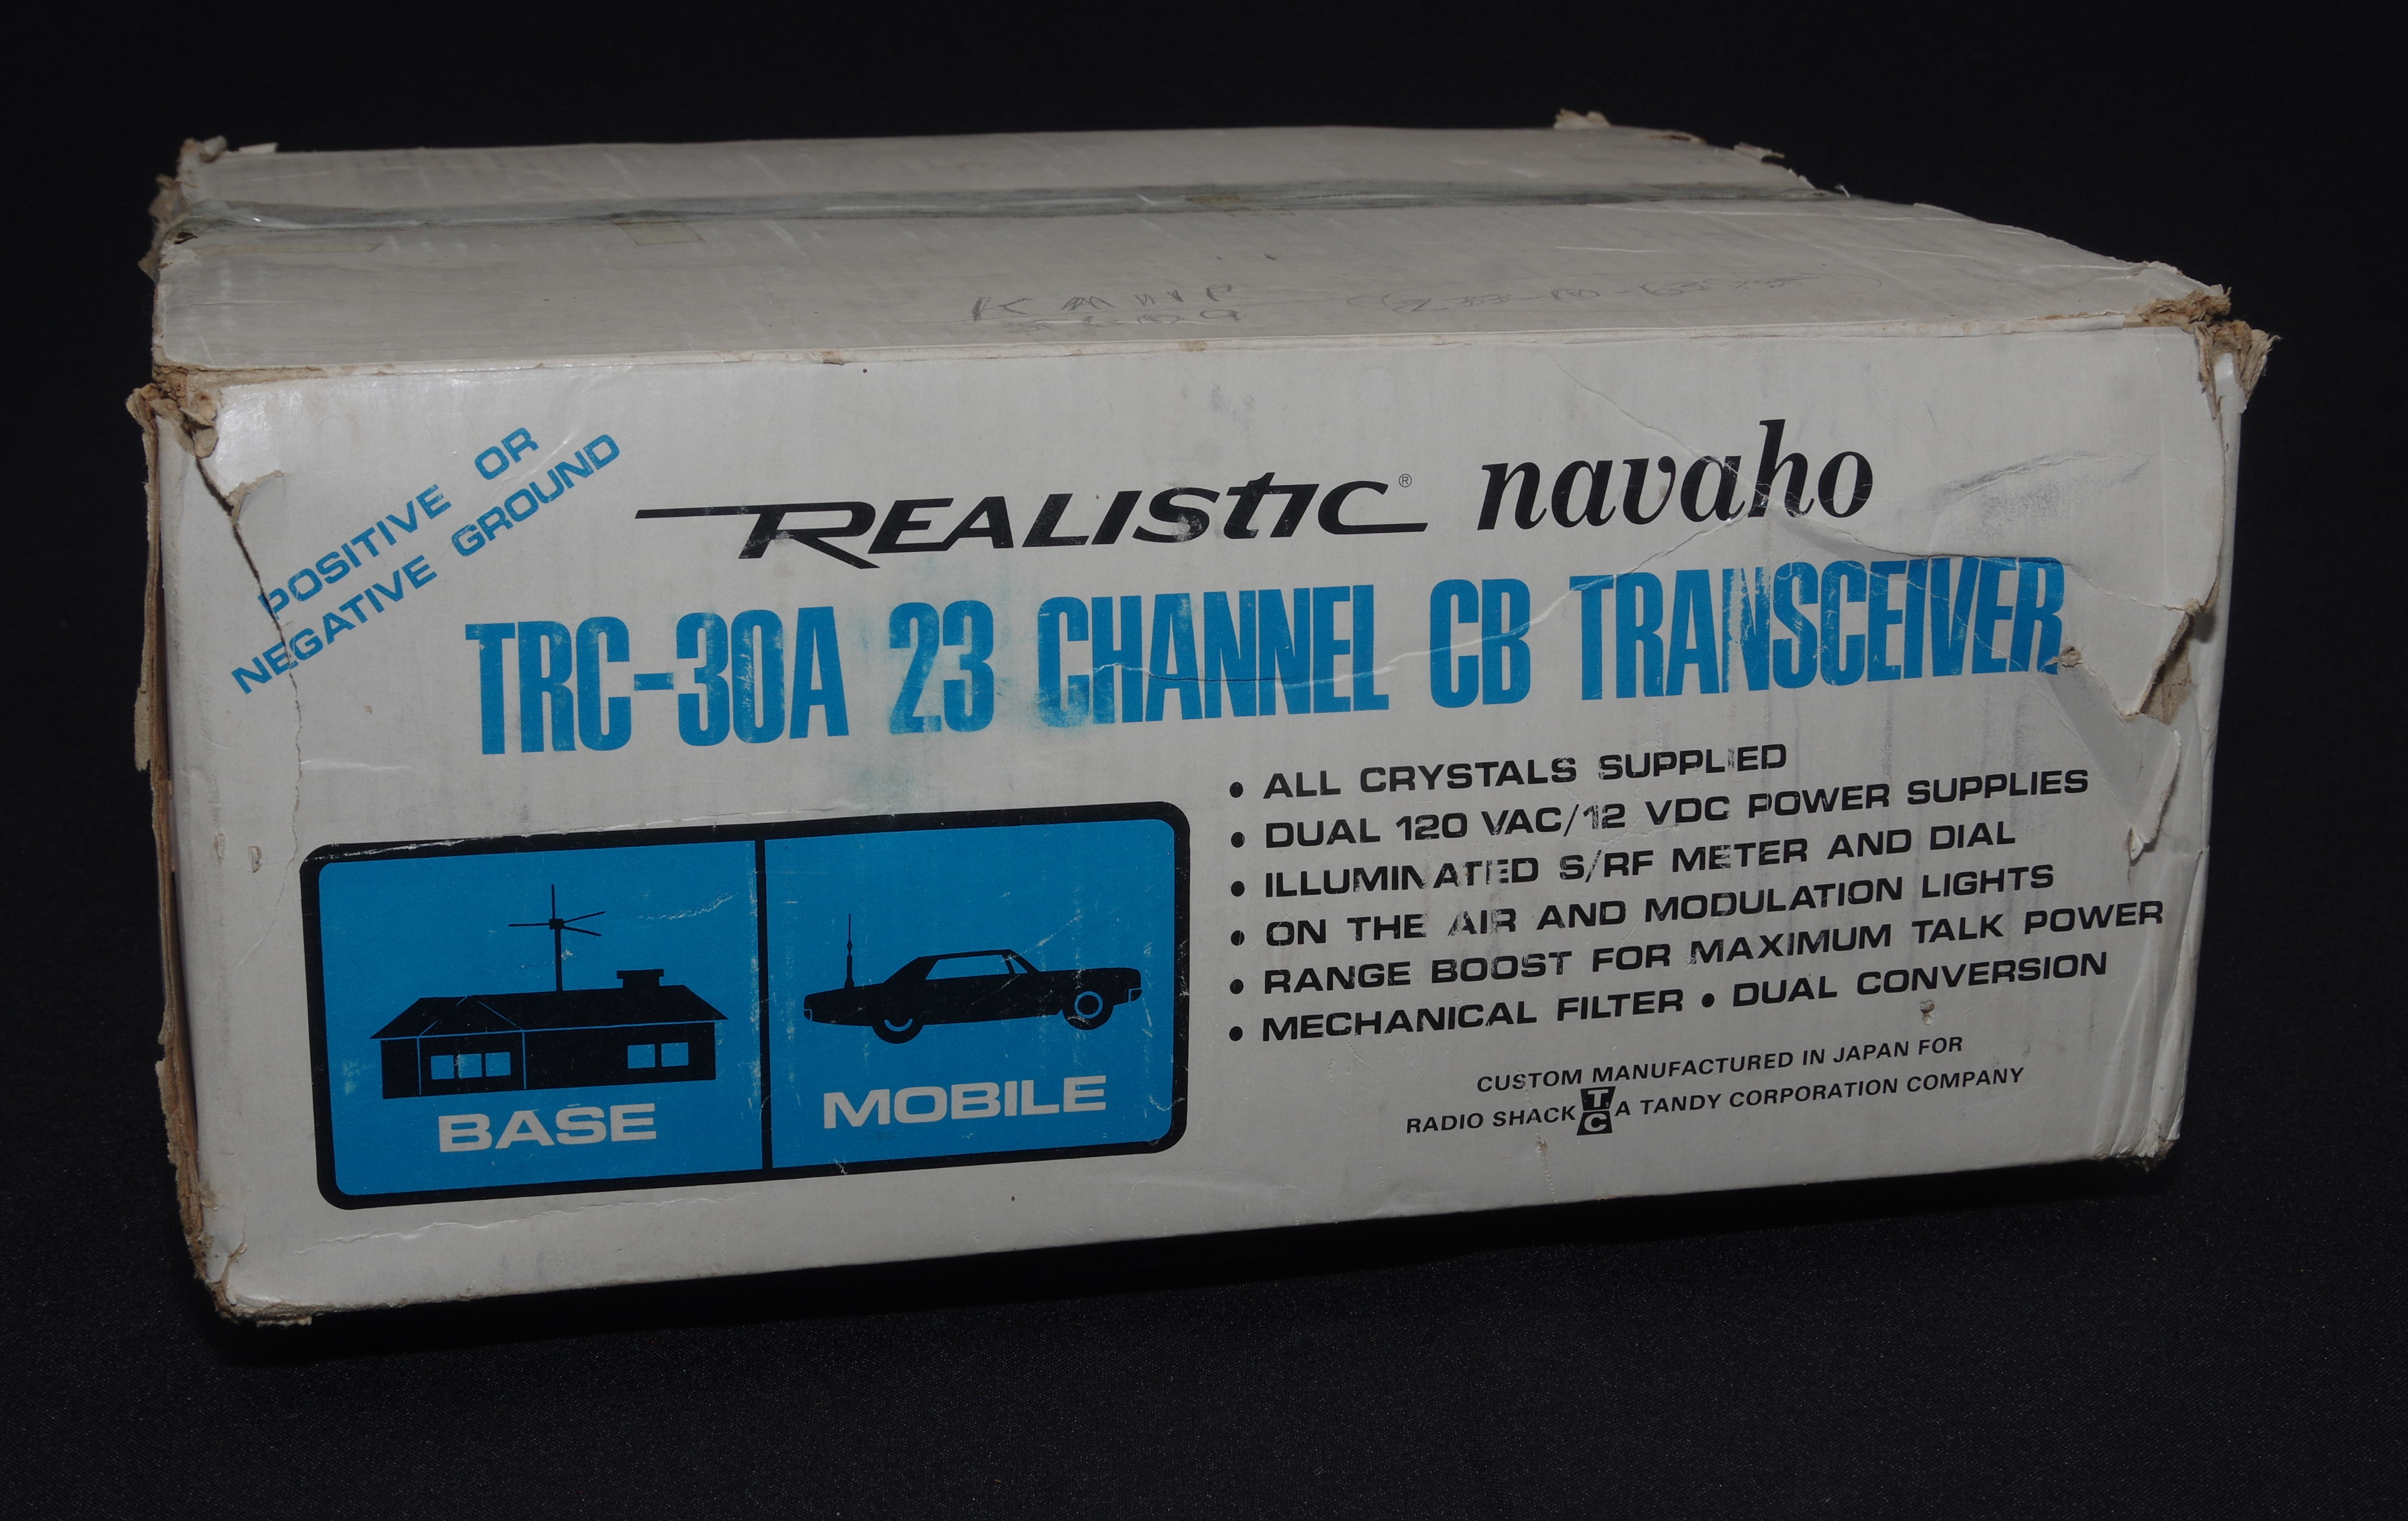 KAMP
POSITIVE OR
NEGATIVE GROUND
REALISTIC® navaho
TRC-30A 23 CHANNEL CB TRANSCEIVER
• ALL CRYSTALS SUPPLIED
• DUAL 120 VAC/12 VDC POWER SUPPLIES
• ILLUMINATED S/RF METER AND DIAL
• ON THE AIR AND MODULATION LIGHTS
• RANGE BOOST FOR MAXIMUM TALK POWER
• MECHANICAL FILTER • DUAL CONVERSION
BASE
MOBILE
CUSTOM MANUFACTURED IN JAPAN FOR
RADIO SHACK TC A TANDY CORPORATION COMPANY